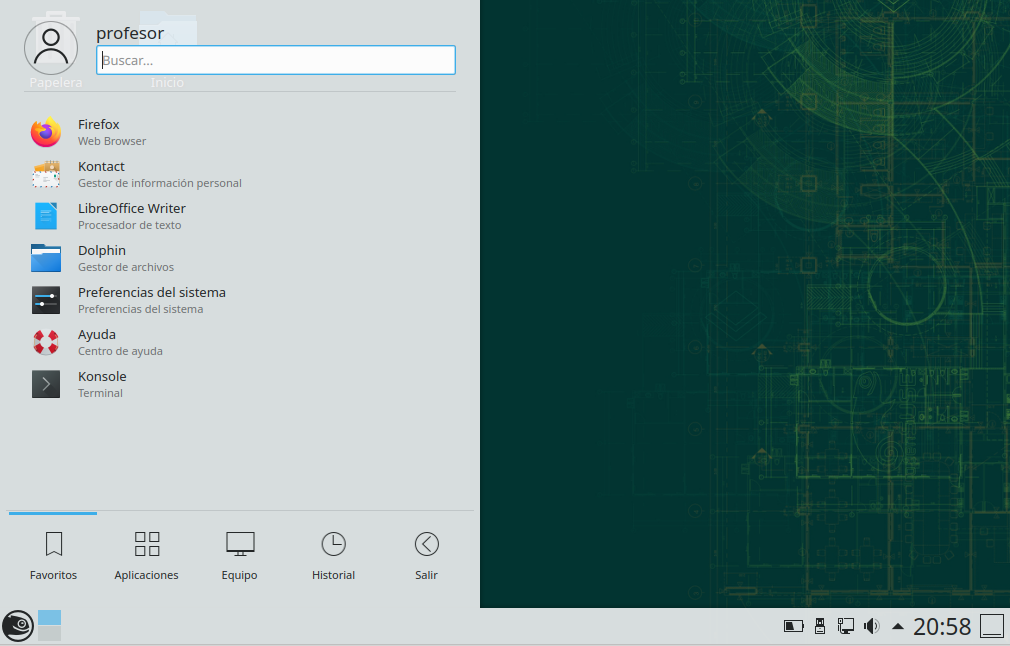 profesor
Buscar...
Papelera
Inicio
Firefox
Web Browser
Kontact
Gestor de información personal
LibreOffice Writer
Procesador de texto
Dolphin
Gestor de archivos
Preferencias del sistema
Preferencias del sistema
Ayuda
Centro de ayuda
Konsole
Terminal
Favoritos
Aplicaciones
Equipo
Historial
Salir
20:58